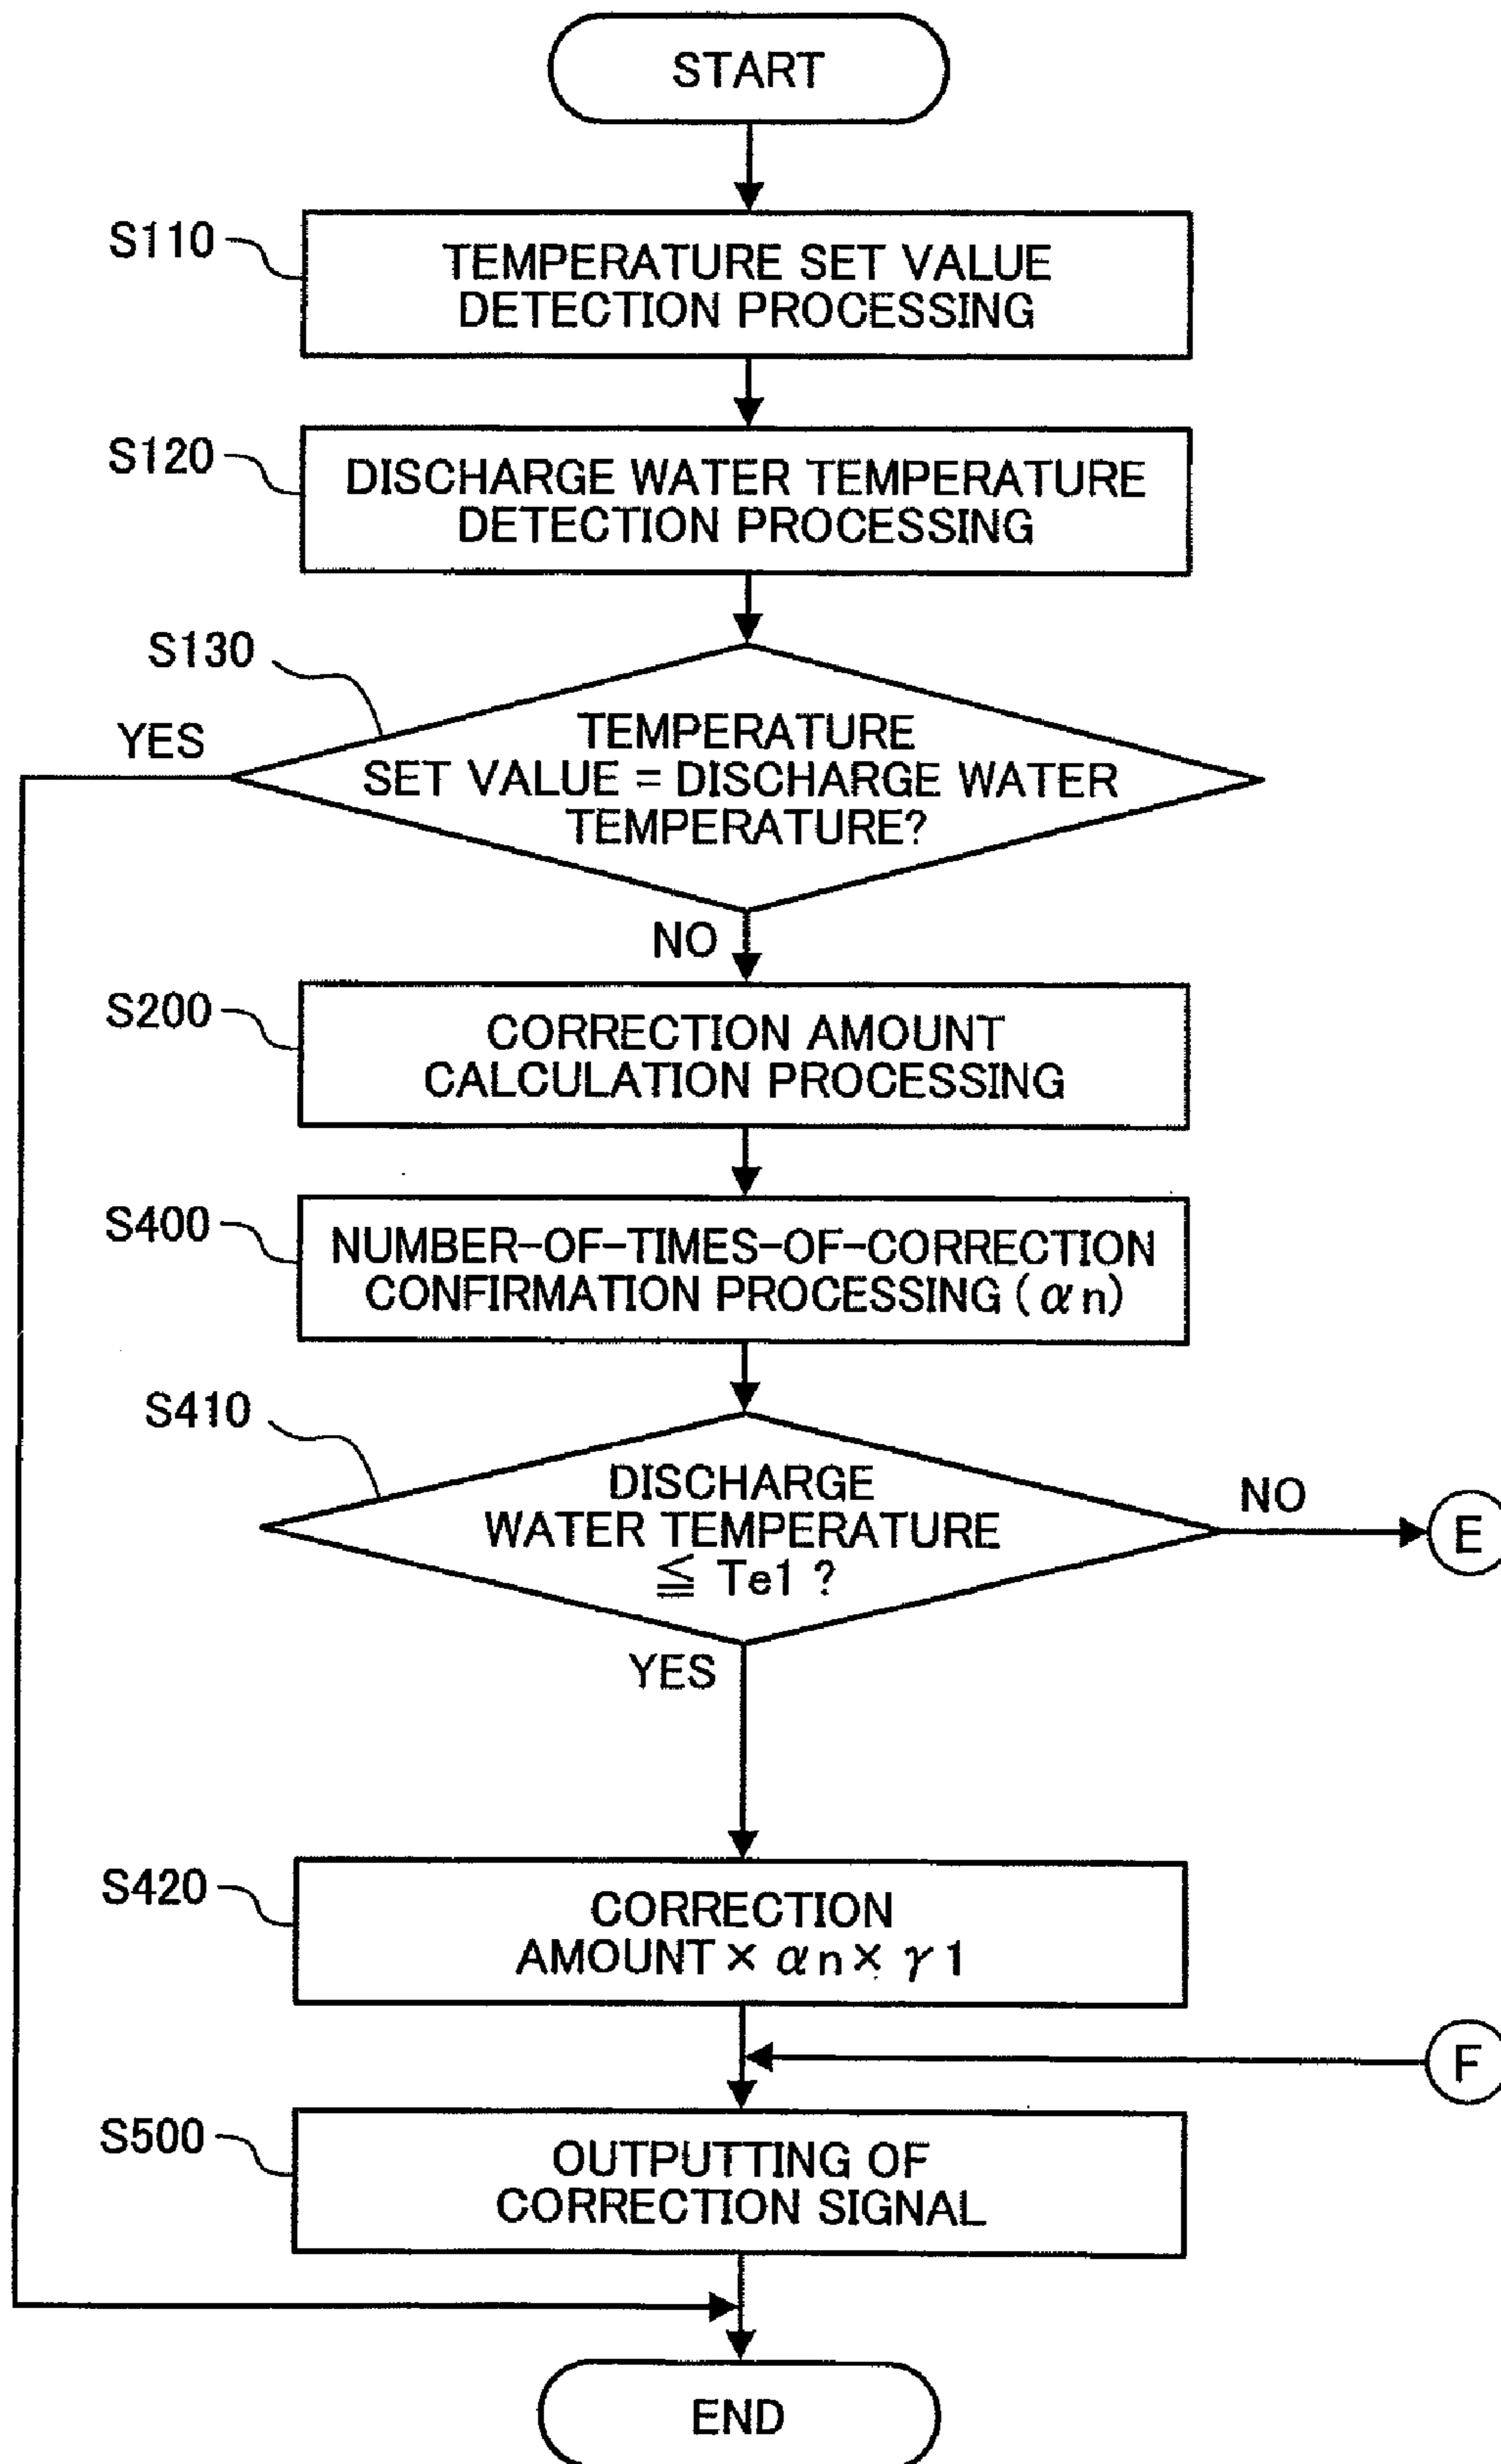 START
S110
TEMPERATURE SET VALUE
DETECTION PROCESSING
S120
DISCHARGE WATER TEMPERATURE
DETECTION PROCESSING
S130
YES
TEMPERATURE
SET VALUE = DISCHARGE WATER
TEMPERATURE?
NO
S200
CORRECTION AMOUNT
CALCULATION PROCESSING
S400
NUMBER-OF-TIMES-OF-CORRECTION
CONFIRMATION PROCESSING (αn)
S410
DISCHARGE
WATER TEMPERATURE
≦ Te1 ?
NO
E
YES
S420
CORRECTION
AMOUNT × αn × γ1
F
S500
OUTPUTTING OF
CORRECTION SIGNAL
END